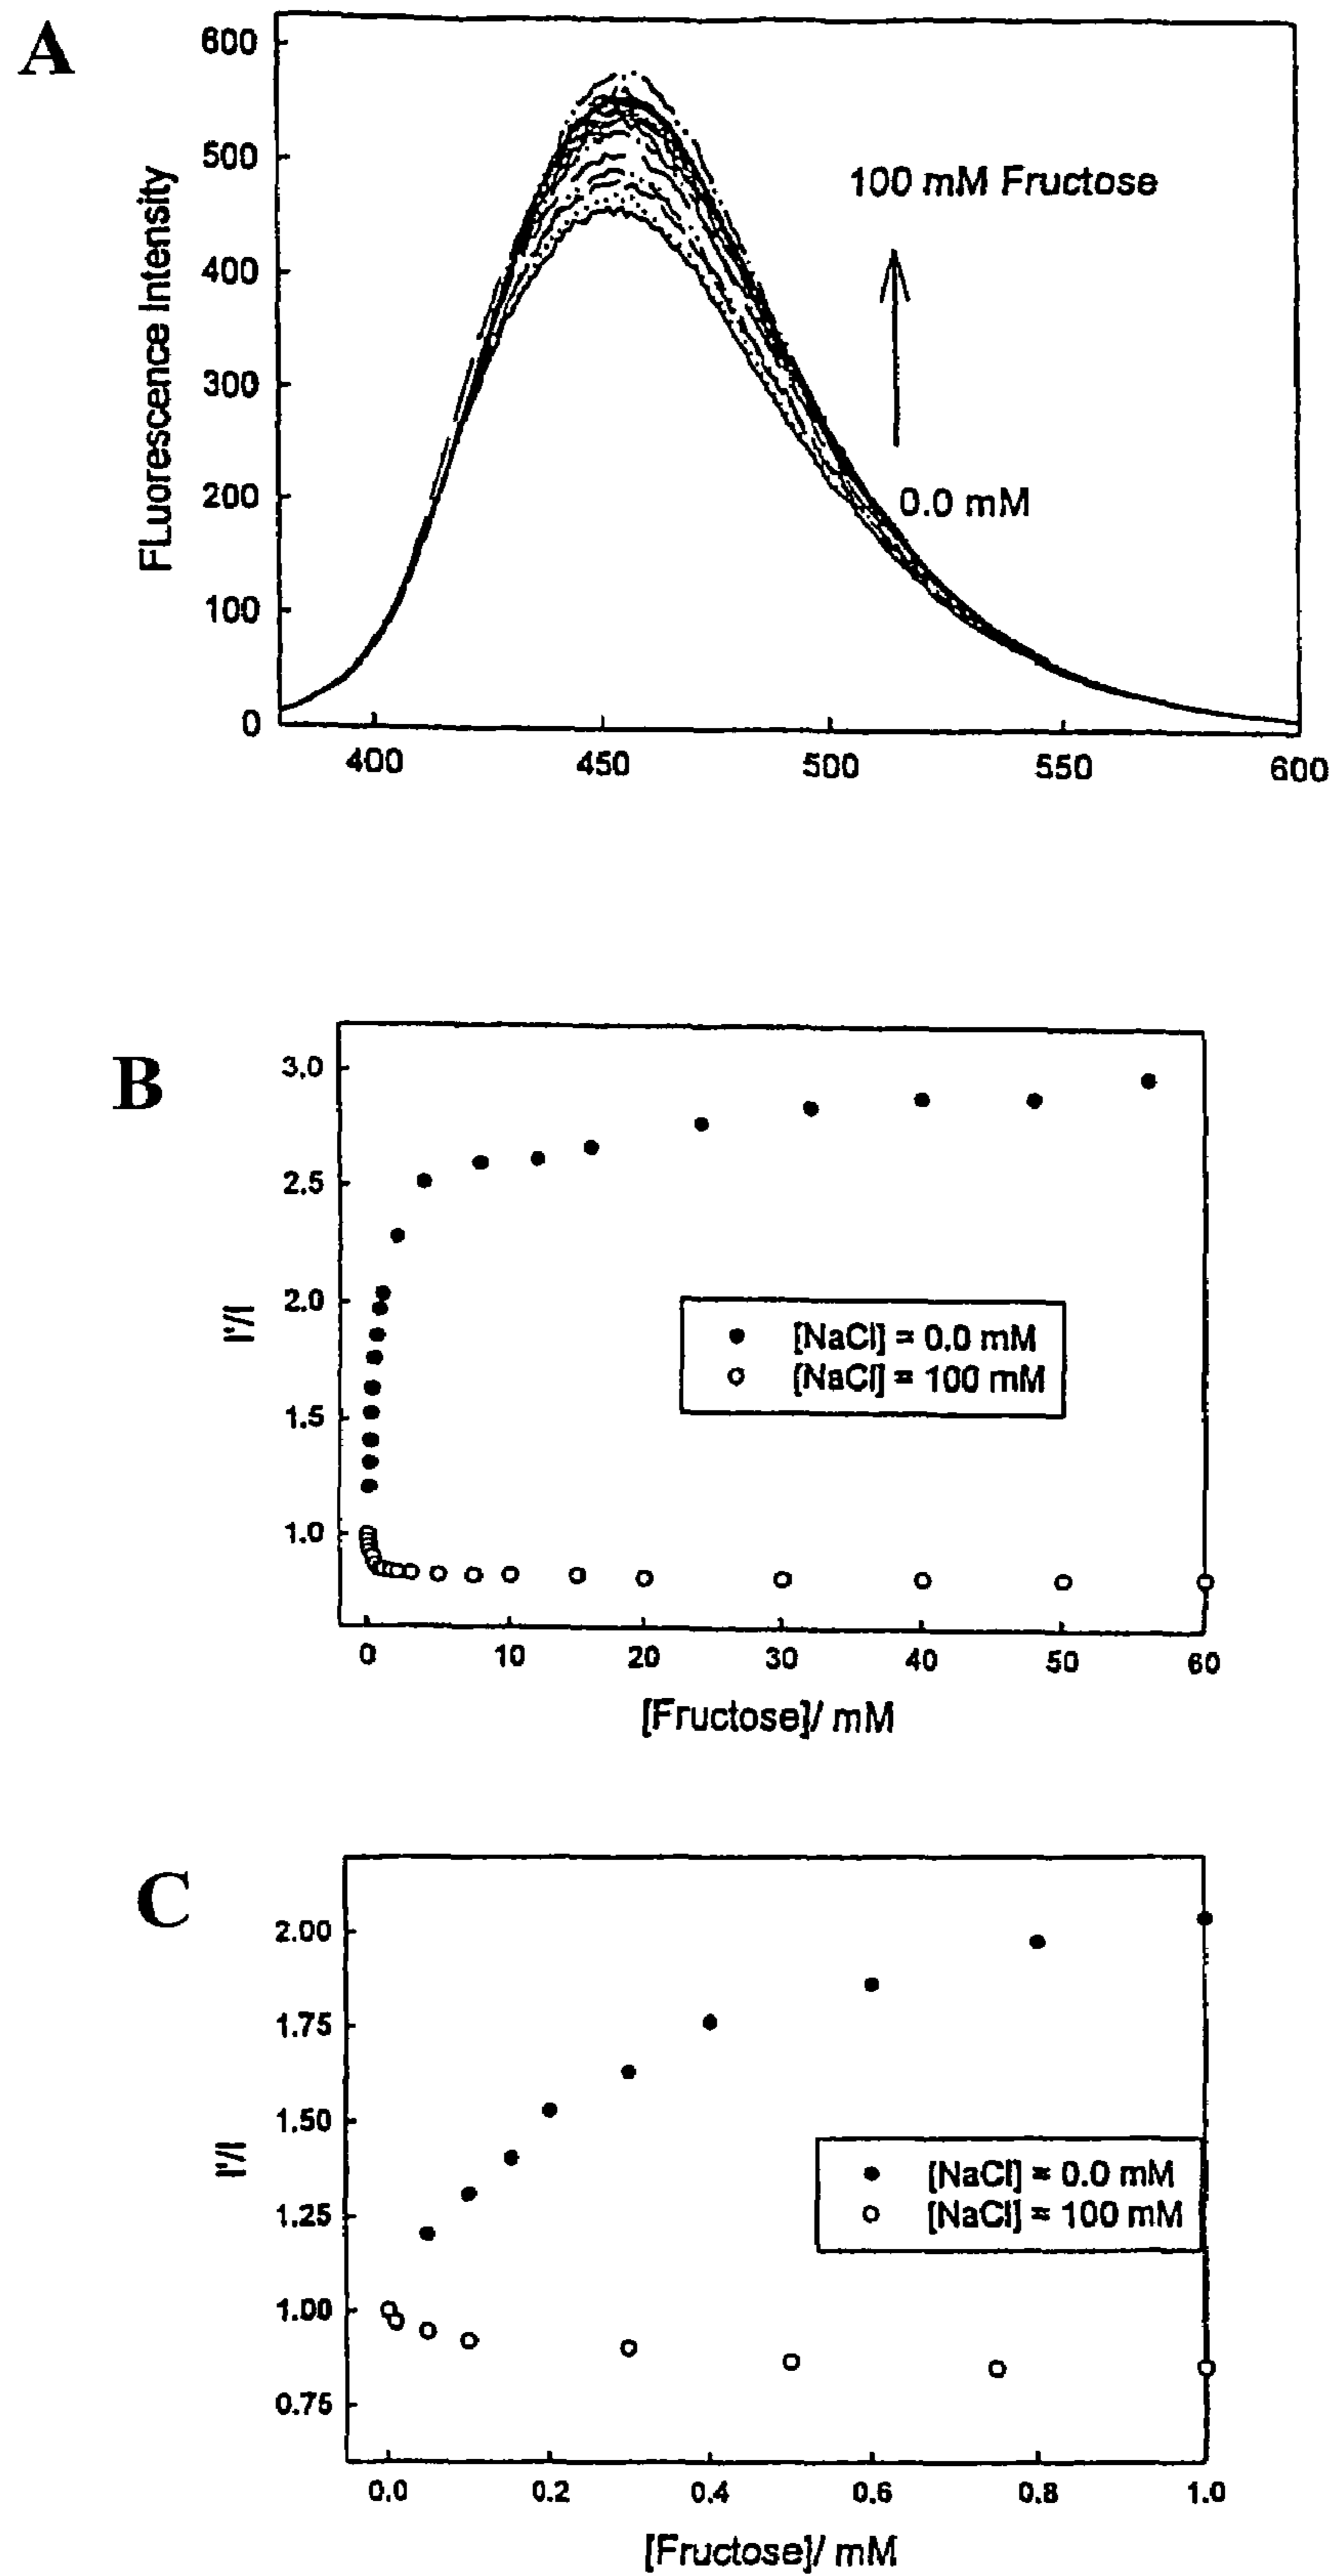 A
600
500
400
300
200
100
0
FLuorescence Intensity
100 mM Fructose
0.0 mM
400 450 500 550 600
B
3.0
2.5
2.0
1.5
1.0
I'/I
[NaCl] = 0.0 mM
[NaCl] = 100 mM
0 10 20 30 40 50 60
[Fructose]/ mM
C
2.00
1.75
1.50
1.25
1.00
0.75
I'/I
[NaCl] = 0.0 mM
[NaCl] = 100 mM
0.0 0.2 0.4 0.6 0.8 1.0
[Fructose]/ mM